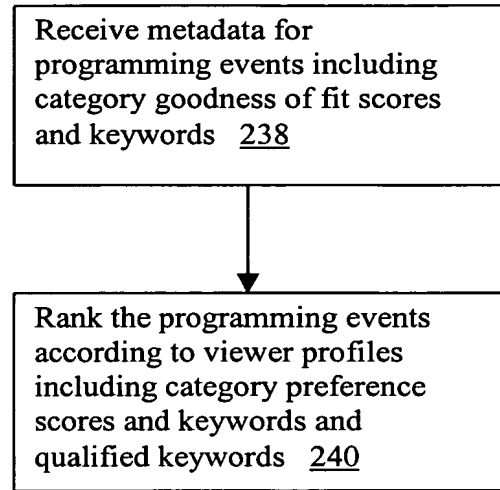 Receive metadata for
programming events including
category goodness of fit scores
and keywords 238
Rank the programming events
according to viewer profiles
including category preference
scores and keywords and
qualified keywords 240